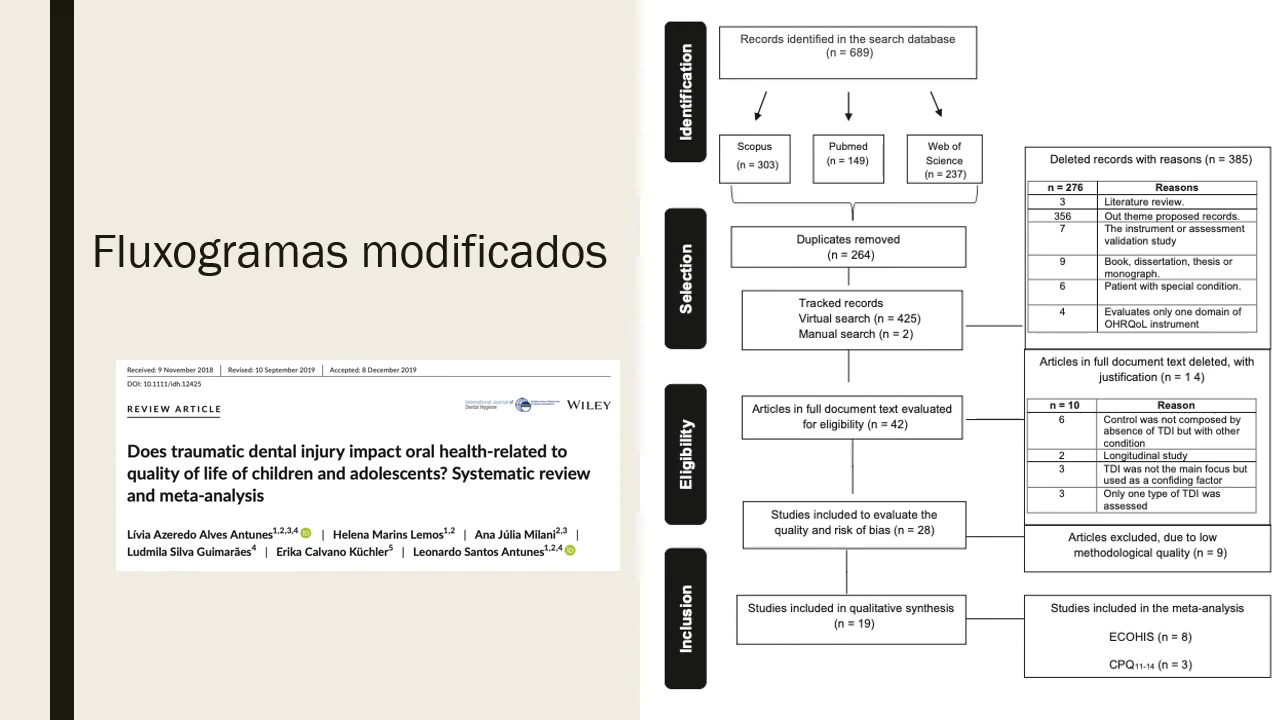 Fluxogramas modificados
Received: 9 November 2018 | Revised: 10 September 2019 | Accepted: 8 December 2019
DOI: 10.1111/idh.12425
REVIEW ARTICLE
International Journal of
Dental Hygiene
WILEY
Does traumatic dental injury impact oral health-related to
quality of life of children and adolescents? Systematic review
and meta-analysis
Lívia Azeredo Alves Antunes1,2,3,4 iD | Helena Marins Lemos1,2 | Ana Júlia Milani2,3 |
Ludmila Silva Guimarães4 | Erika Calvano Küchler5 | Leonardo Santos Antunes1,2,4 iD
Identification
Records identified in the search database
(n = 689)
Scopus
(n = 303)
Pubmed
(n = 149)
Web of
Science
(n = 237)
Selection
Duplicates removed
(n = 264)
Tracked records
Virtual search (n = 425)
Manual search (n = 2)
Deleted records with reasons (n = 385)
n = 276 Reasons
3 Literature review.
356 Out theme proposed records.
7 The instrument or assessment
validation study
9 Book, dissertation, thesis or
monograph.
6 Patient with special condition.
4 Evaluates only one domain of
OHRQoL instrument
Eligibility
Articles in full document text evaluated
for eligibility (n = 42)
Articles in full document text deleted, with
justification (n = 1 4)
n = 10 Reason
6 Control was not composed by
absence of TDI but with other
condition
2 Longitudinal study
3 TDI was not the main focus but
used as a confiding factor
3 Only one type of TDI was
assessed
Studies included to evaluate the
quality and risk of bias (n = 28)
Articles excluded, due to low
methodological quality (n = 9)
Inclusion
Studies included in qualitative synthesis
(n = 19)
Studies included in the meta-analysis
ECOHIS (n = 8)
CPQ11-14 (n = 3)